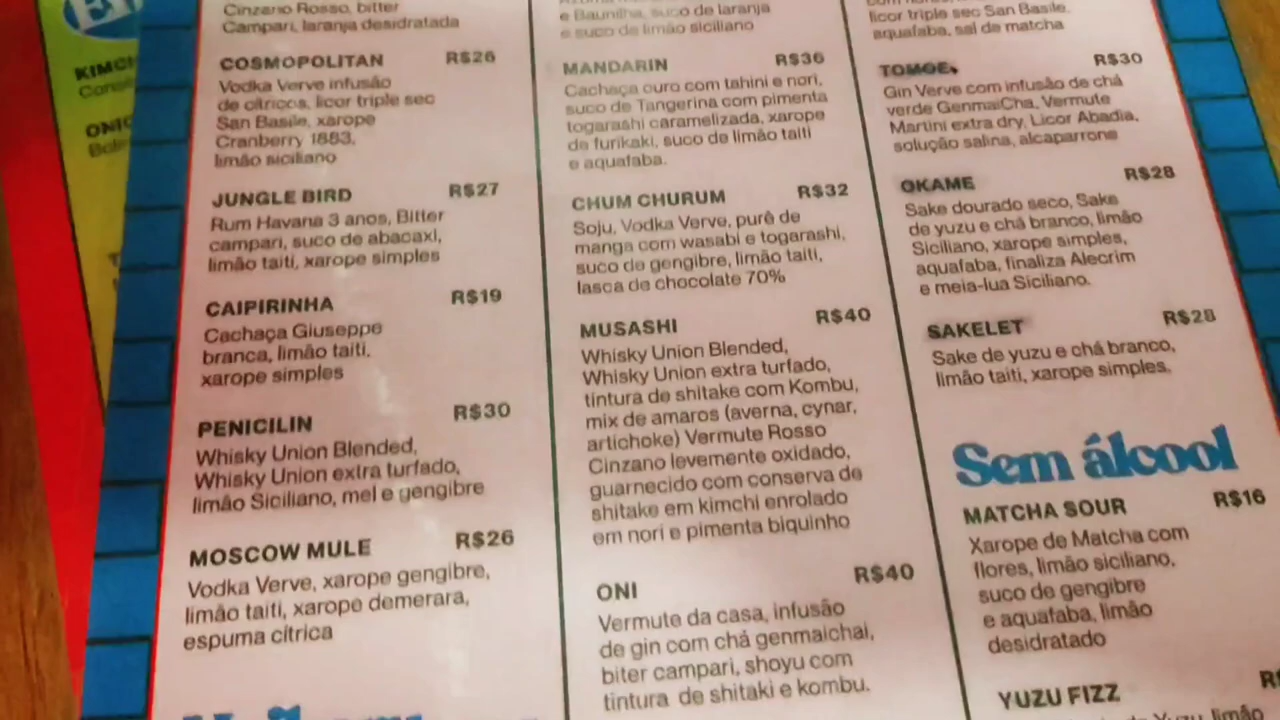 KIMCH
ONIO
Cinzano Rosso, bitter
Campari, laranja desidratada
COSMOPOLITAN R$26
Vodka Verve infusão
de cítricos, licor triple sec
San Basile, xarope
Cranberry 1883,
limão siciliano
JUNGLE BIRD R$27
Rum Havana 3 anos, Bitter
campari, suco de abacaxi,
limão taiti, xarope simples
CAIPIRINHA R$19
Cachaça Giuseppe
branca, limão taiti,
xarope simples
PENICILIN R$30
Whisky Union Blended,
Whisky Union extra turfado,
limão Siciliano, mel e gengibre
MOSCOW MULE R$26
Vodka Verve, xarope gengibre,
limão taiti, xarope demerara,
espuma cítrica
e Baunilha, suco de laranja
e suco de limão siciliano
MANDARIN R$36
Cachaça ouro com tahini e nori,
suco de Tangerina com pimenta
togarashi caramelizada, xarope
de furikaki, suco de limão taiti
e aquafaba.
CHUM CHURUM R$32
Soju, Vodka Verve, purê de
manga com wasabi e togarashi,
suco de gengibre, limão taiti,
lasca de chocolate 70%
MUSASHI R$40
Whisky Union Blended,
Whisky Union extra turfado,
tintura de shitake com Kombu,
mix de amaros (averna, cynar,
artichoke) Vermute Rosso
Cinzano levemente oxidado,
guarnecido com conserva de
shitake em kimchi enrolado
em nori e pimenta biquinho
ONI R$40
Vermute da casa, infusão
de gin com chá genmaichai,
biter campari, shoyu com
tintura de shitaki e kombu.
licor triple sec San Basile,
aquafaba, sal de matcha
TOMOE R$30
Gin Verve com infusão de chá
verde GenmaiCha, Vermute
Martini extra dry, Licor Abadia,
solução salina, alcaparrone
OKAME R$28
Sake dourado seco, Sake
de yuzu e chá branco, limão
Siciliano, xarope simples,
aquafaba, finaliza Alecrim
e meia-lua Siciliano.
SAKELET R$28
Sake de yuzu e chá branco,
limão taiti, xarope simples,
Sem álcool
MATCHA SOUR R$16
Xarope de Matcha com
flores, limão siciliano,
suco de gengibre
e aquafaba, limão
desidratado
YUZU FIZZ
Yuzu, limão